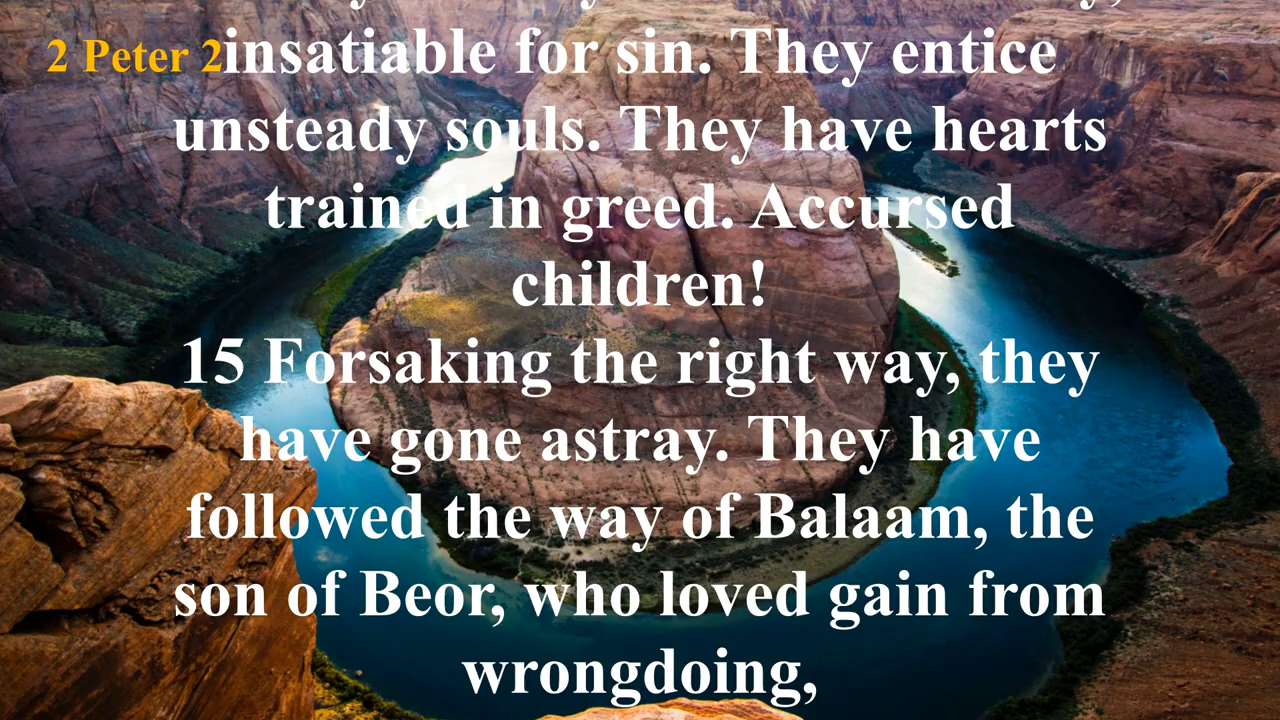 2 Peter 2
insatiable for sin. They entice
unsteady souls. They have hearts
trained in greed. Accursed
children!
15 Forsaking the right way, they
have gone astray. They have
followed the way of Balaam, the
son of Beor, who loved gain from
wrongdoing,